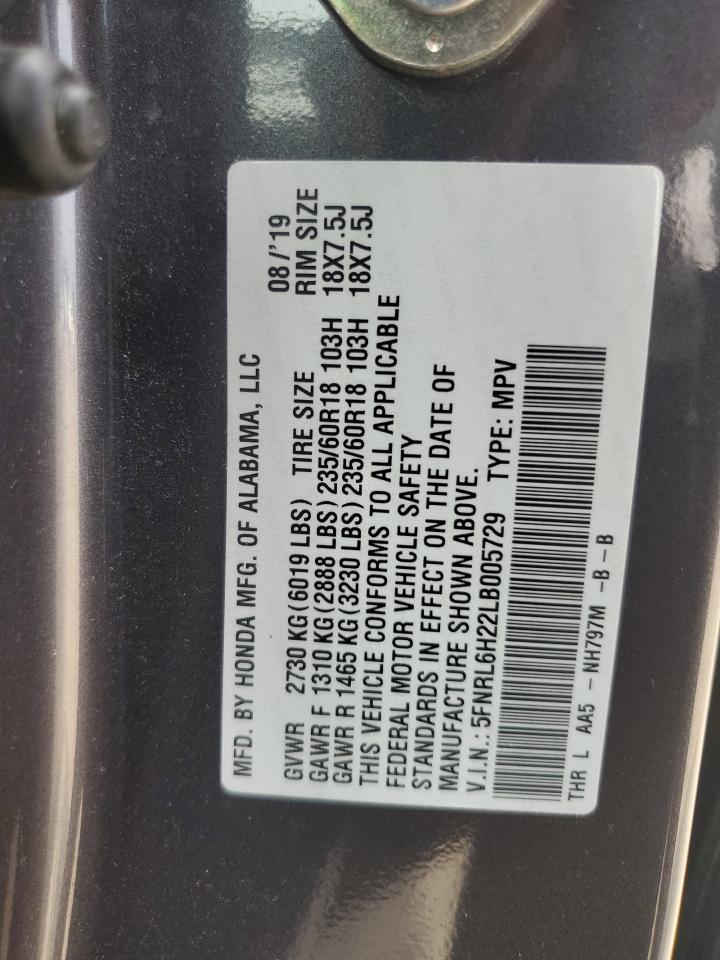 MFD. BY HONDA MFG. OF ALABAMA, LLC
08/'19
GVWR 2730 KG(6019 LBS) TIRE SIZE RIM SIZE
GAWR F 1310 KG(2888 LBS)235/60R18 103H 18X7.5J
GAWR R 1465 KG(3230 LBS)235/60R18 103H 18X7.5J
THIS VEHICLE CONFORMS TO ALL APPLICABLE
FEDERAL MOTOR VEHICLE SAFETY
STANDARDS IN EFFECT ON THE DATE OF
MANUFACTURE SHOWN ABOVE.
V.I.N.: 5FNRL6H22LB005729 TYPE: MPV
THR L AA5 - NH797M -B -B